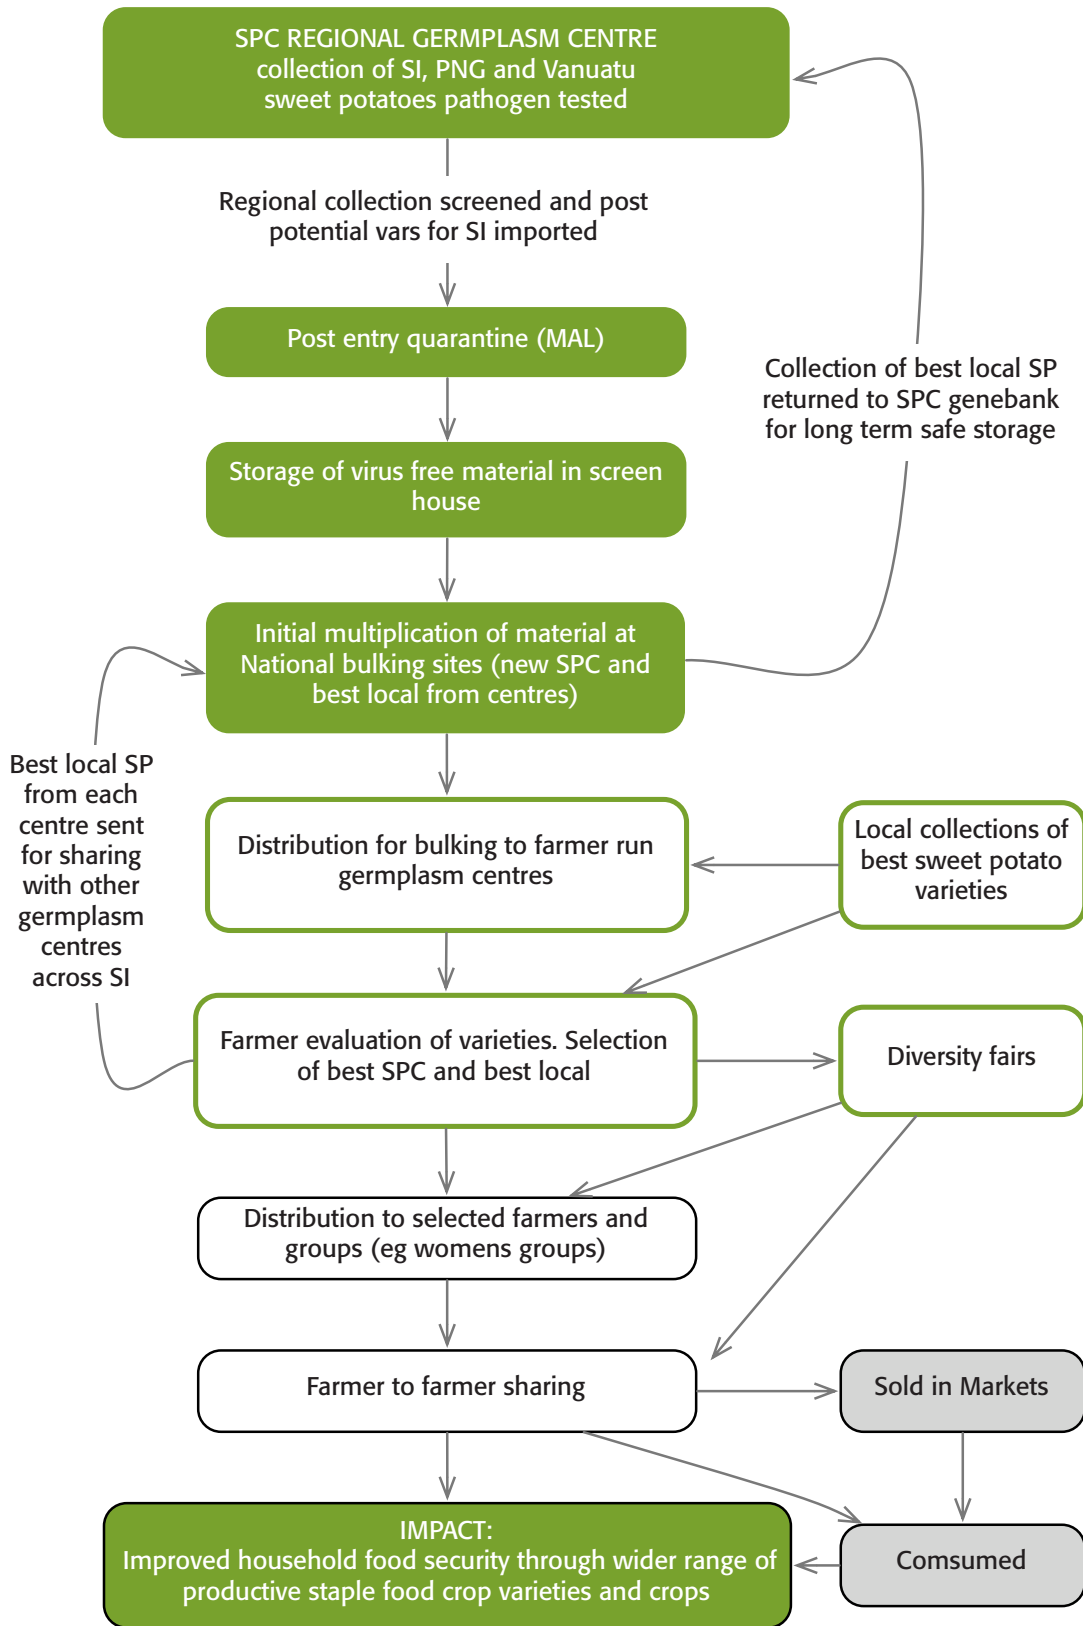 SPC REGIONAL GERMPLASM CENTRE
collection of SI, PNG and Vanuatu
sweet potatoes pathogen tested
Regional collection screened and post
potential vars for SI imported
Post entry quarantine (MAL)
Collection of best local SP
returned to SPC genebank
for long term safe storage
Storage of virus free material in screen
house
Initial multiplication of material at
National bulking sites (new SPC and
best local from centres)
Best local SP
from each
centre sent
for sharing
with other
germplasm
centres
across SI
Distribution for bulking to farmer run
germplasm centres
Local collections of
best sweet potato
varieties
Farmer evaluation of varieties. Selection
of best SPC and best local
Diversity fairs
Distribution to selected farmers and
groups (eg womens groups)
Farmer to farmer sharing
Sold in Markets
IMPACT:
Improved household food security through wider range of
productive staple food crop varieties and crops
Comsumed